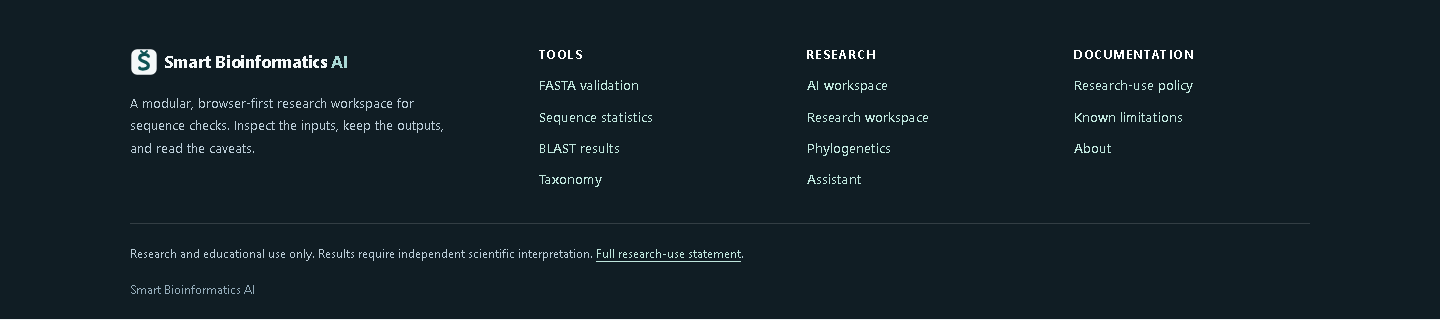 Š Smart Bioinformatics AI
A modular, browser-first research workspace for
sequence checks. Inspect the inputs, keep the outputs,
and read the caveats.
TOOLS
FASTA validation
Sequence statistics
BLAST results
Taxonomy
RESEARCH
AI workspace
Research workspace
Phylogenetics
Assistant
DOCUMENTATION
Research-use policy
Known limitations
About
Research and educational use only. Results require independent scientific interpretation. Full research-use statement.
Smart Bioinformatics AI